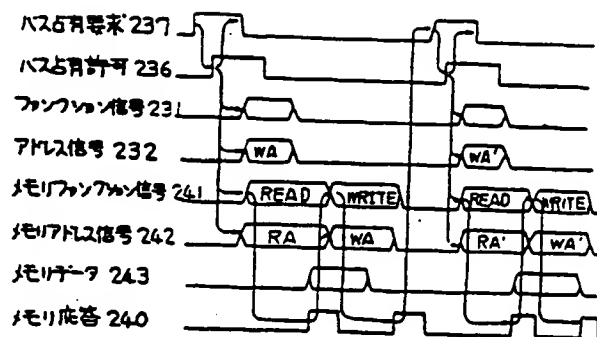 バス占有要求 237
バス占有許可 236
ファンクション信号 231
アドレス信号 232
WA WA'
メモリファンクション信号 241
READ WRITE READ WRITE
メモリアドレス信号 242
RA WA RA' WA'
メモリデータ 243
メモリ応答 240